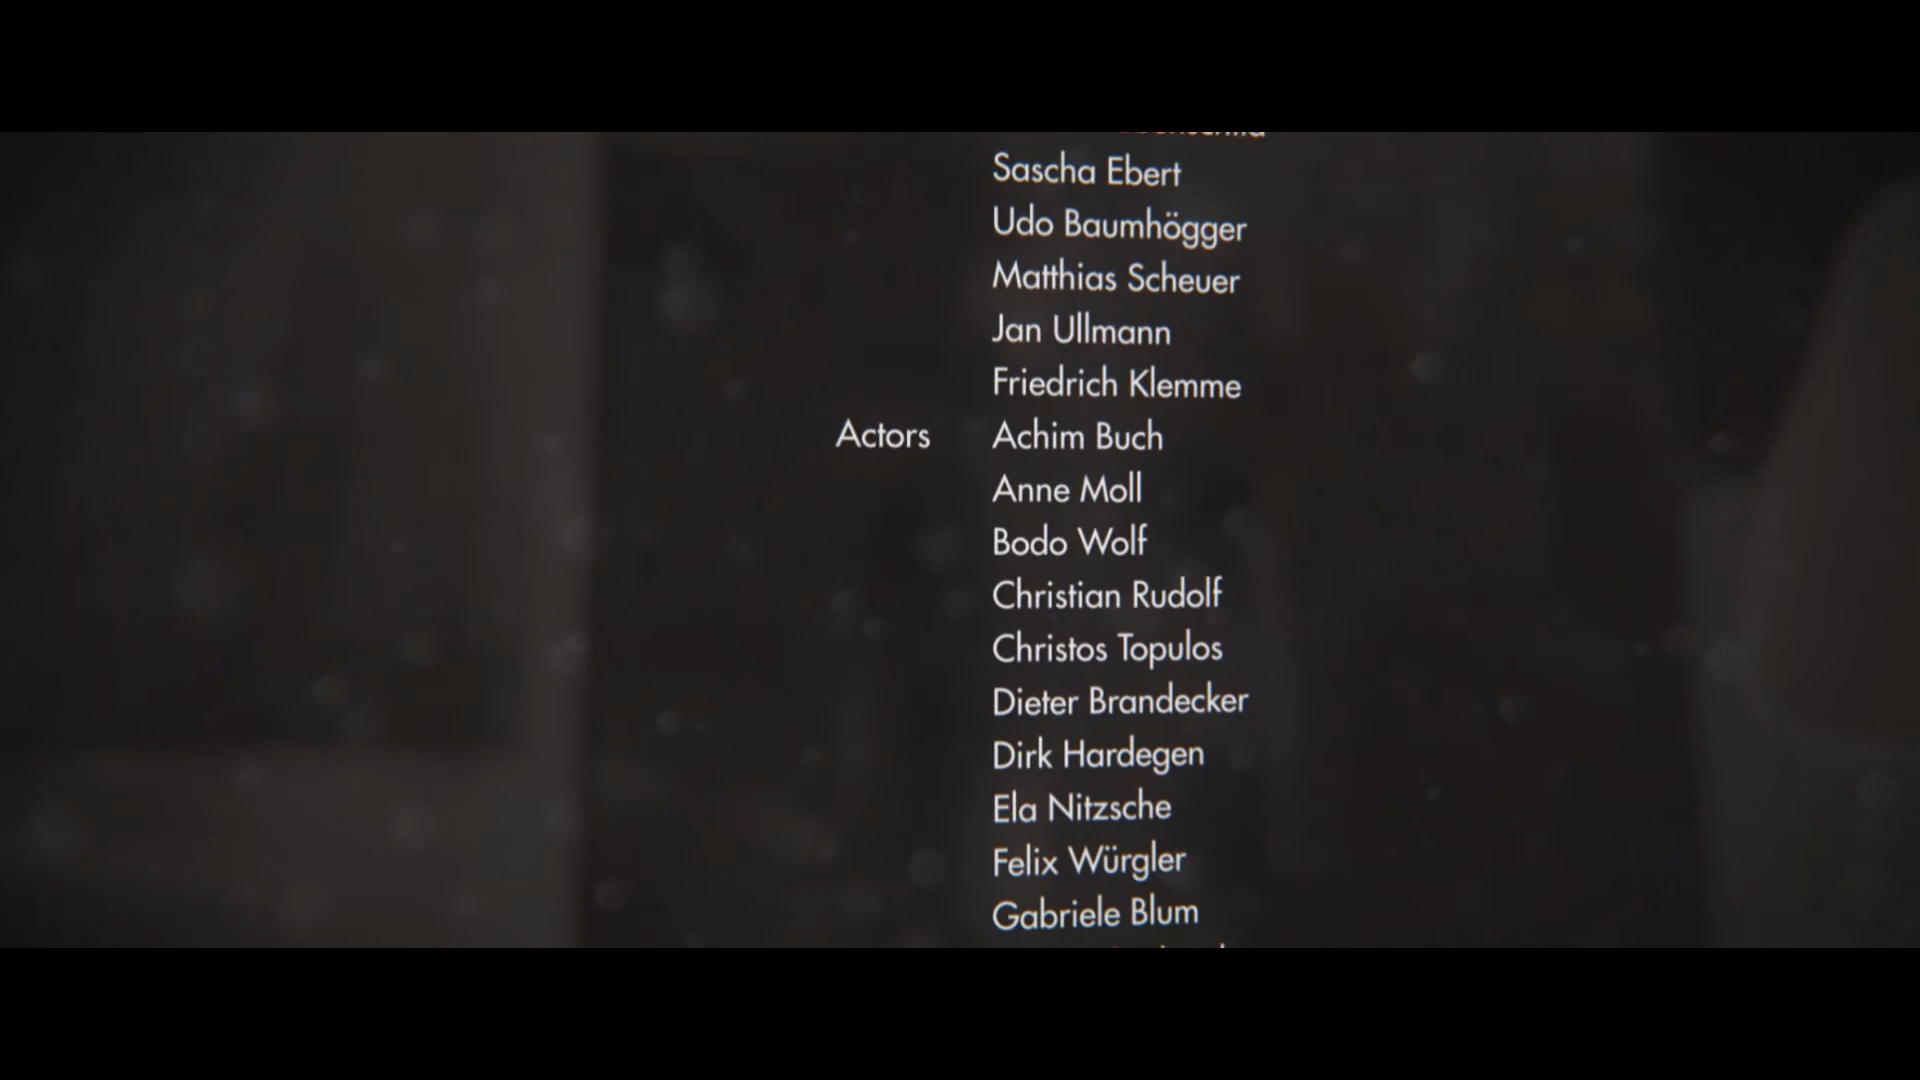 Sascha Ebert
Udo Baumhögger
Matthias Scheuer
Jan Ullmann
Friedrich Klemme
Actors Achim Buch
Anne Moll
Bodo Wolf
Christian Rudolf
Christos Topulos
Dieter Brandecker
Dirk Hardegen
Ela Nitzsche
Felix Würgler
Gabriele Blum